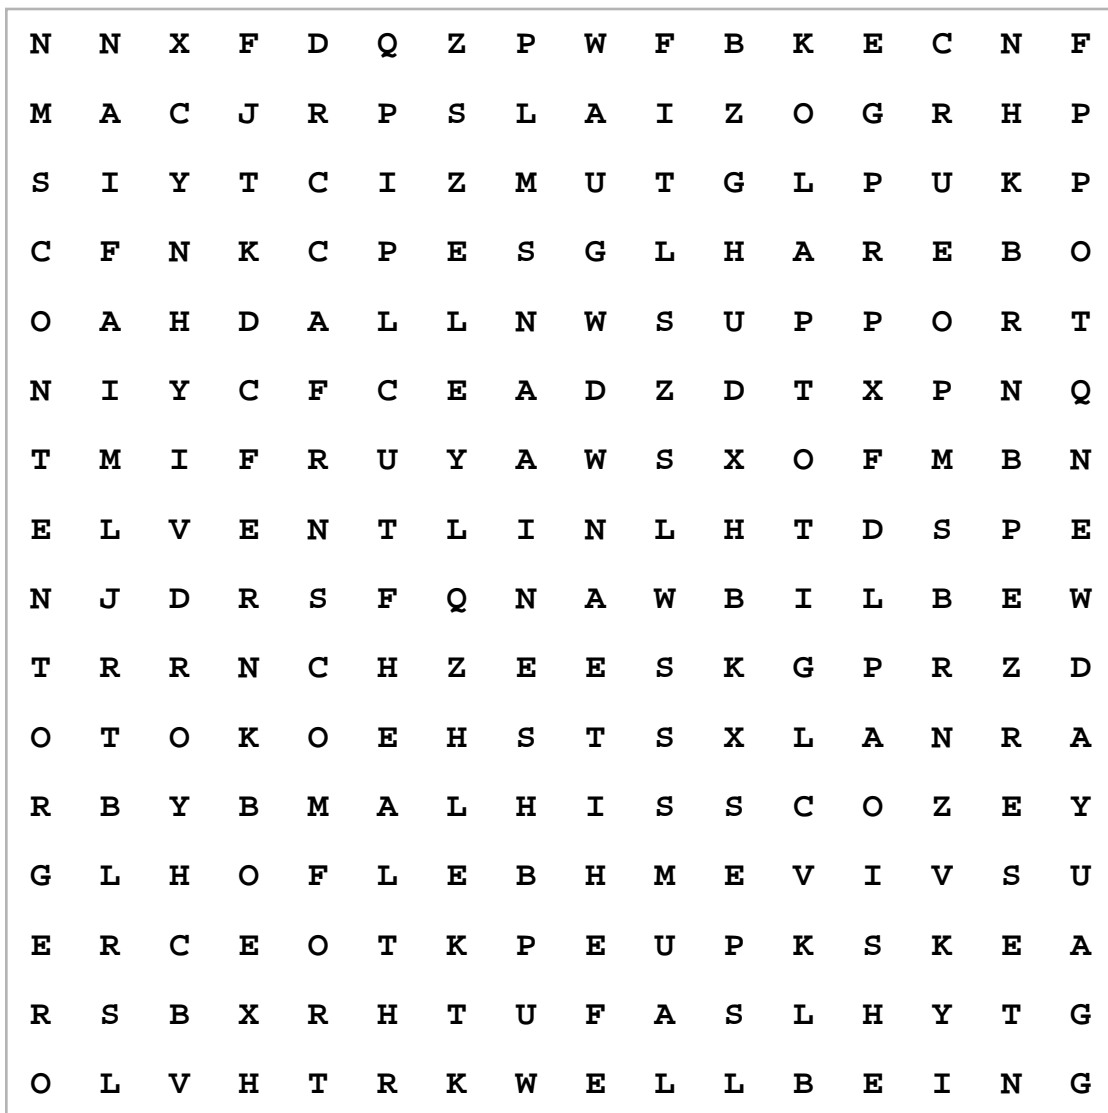 N N X F D Q Z P W F B K E C N F
M A C J R P S L A I Z O G R H P
S I Y T C I Z M U T G L P U K P
C F N K C P E S G L H A R E B O
O A H D A L L N W S U P P O R T
N I Y C F C E A D Z D T X P N Q
T M I F R U Y A W S X O F M B N
E L V E N T L I N L H T D S P E
N J D R S F Q N A W B I L B E W
T R R N C H Z E E S K G P R Z D
O T O K O E H S T S X L A N R A
R B Y B M A L H I S S C O Z E Y
G L H O F L E B H M E V I V S U
E R C E O T K P E U P K S K E A
R S B X R H T U F A S L H Y T G
O L V H T R K W E L L B E I N G